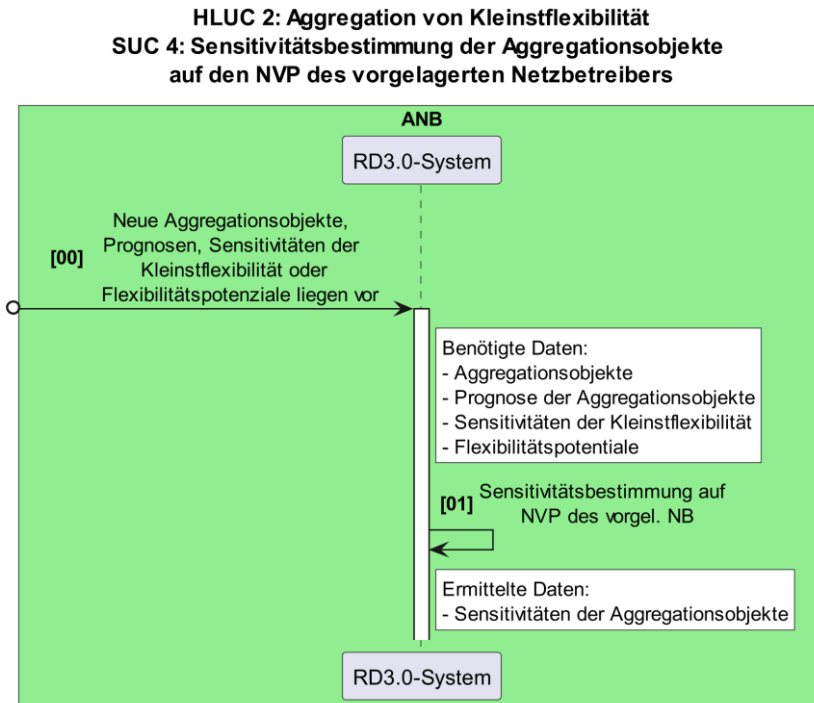 HLUC 2: Aggregation von Kleinstflexibilität
SUC 4: Sensitivitätsbestimmung der Aggregationsobjekte
auf den NVP des vorgelagerten Netzbetreibers
ANB
RD3.0-System
Neue Aggregationsobjekte,
Prognosen, Sensitivitäten der
[00] Kleinstflexibilität oder
Flexibilitätspotenziale liegen vor
Benötigte Daten:
- Aggregationsobjekte
- Prognose der Aggregationsobjekte
- Sensitivitäten der Kleinstflexibilität
- Flexibilitätspotentiale
[01] Sensitivitätsbestimmung auf
NVP des vorgel. NB
Ermittelte Daten:
- Sensitivitäten der Aggregationsobjekte
RD3.0-System